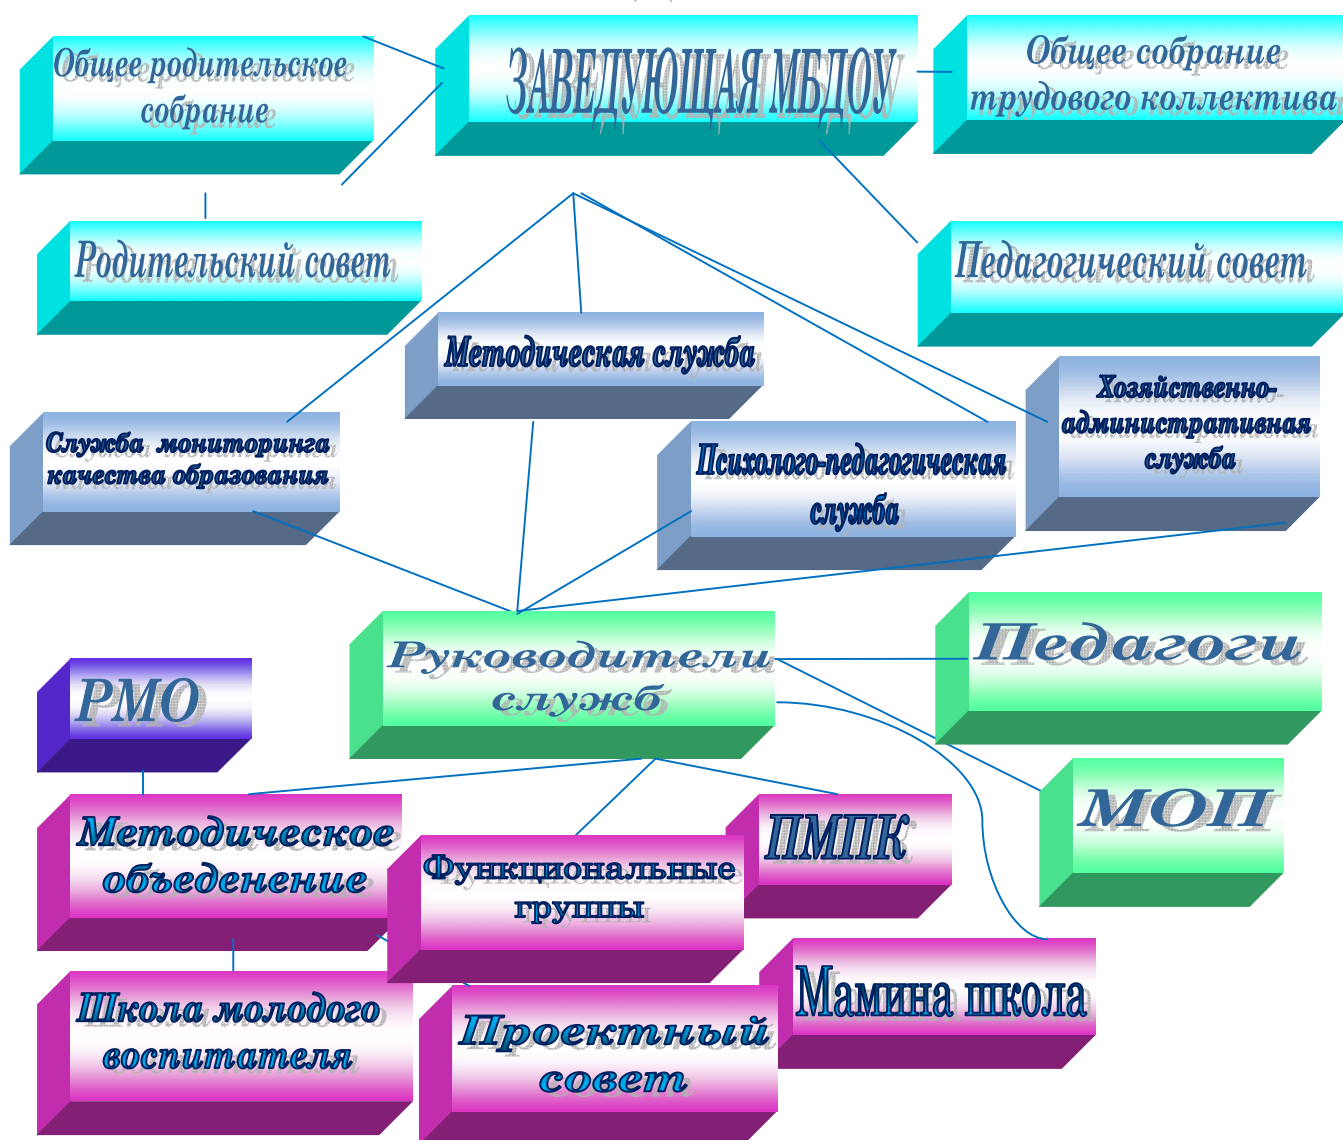 Общее родительское
собрание
ЗАВЕДУЮЩАЯ МБДОУ
Общее собрание
трудового коллектива
Родительский совет
Педагогический совет
Методическая служба
Хозяйственно-
административная
служба
Служба мониторинга
качества образования
Психолого-педагогическая
служба
Руководители
служб
Педагоги
РМО
МОП
Методическое
объеденение
Функциональные
группы
ПМПК
Мамина школа
Школа молодого
воспитателя
Проектный
совет